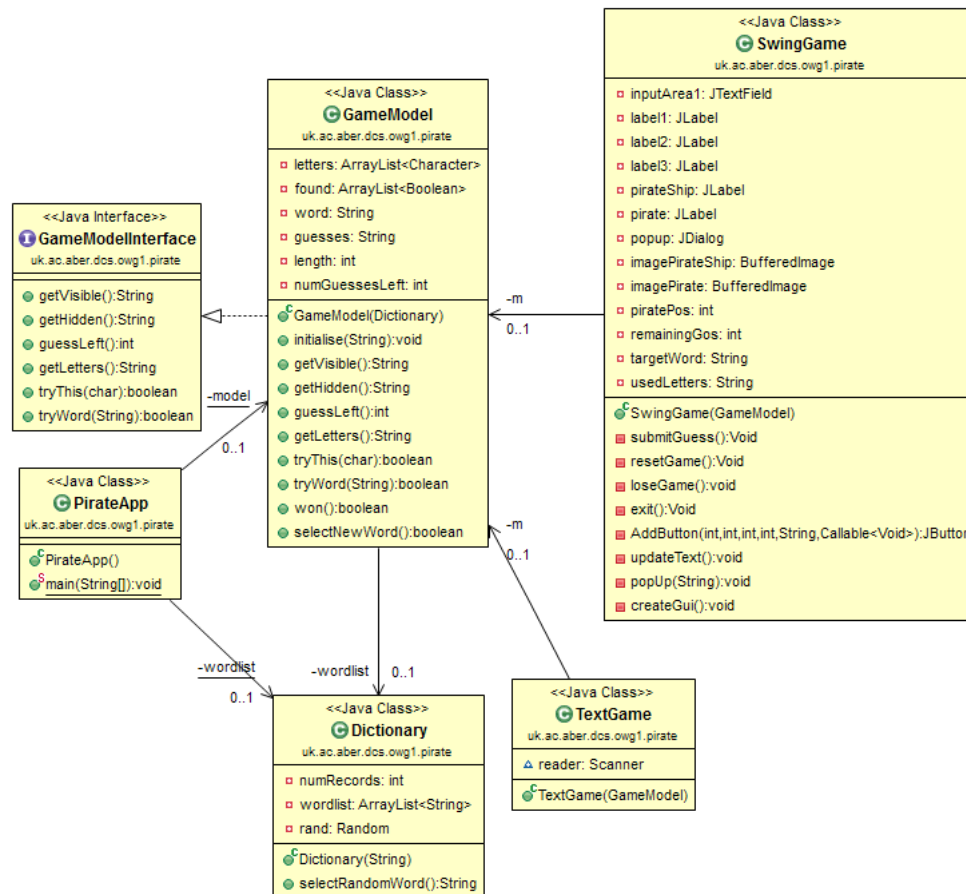 <<Java Class>>
SwingGame
uk.ac.aber.dcs.owg1.pirate
inputArea1: JTextField
label1: JLabel
label2: JLabel
label3: JLabel
pirateShip: JLabel
pirate: JLabel
popup: JDialog
imagePirateShip: BufferedImage
imagePirate: BufferedImage
piratePos: int
remainingGos: int
targetWord: String
usedLetters: String
SwingGame(GameModel)
submitGuess():Void
resetGame():Void
loseGame():void
exit():Void
AddButton(int,int,int,int,String,Callable<Void>):JButton
updateText():void
popUp(String):void
createGui():void
<<Java Class>>
GameModel
uk.ac.aber.dcs.owg1.pirate
letters: ArrayList<Character>
found: ArrayList<Boolean>
word: String
guesses: String
length: int
numGuessesLeft: int
GameModel(Dictionary)
initialise(String):void
getVisible():String
getHidden():String
guessLeft():int
getLetters():String
tryThis(char):boolean
tryWord(String):boolean
won():boolean
selectNewWord():boolean
<<Java Interface>>
GameModelInterface
uk.ac.aber.dcs.owg1.pirate
getVisible():String
getHidden():String
guessLeft():int
getLetters():String
tryThis(char):boolean
tryWord(String):boolean
-m
0..1
-model
0..1
<<Java Class>>
PirateApp
uk.ac.aber.dcs.owg1.pirate
PirateApp()
main(String[]):void
-m
0..1
-wordlist
0..1
-wordlist
0..1
<<Java Class>>
TextGame
uk.ac.aber.dcs.owg1.pirate
reader: Scanner
TextGame(GameModel)
<<Java Class>>
Dictionary
uk.ac.aber.dcs.owg1.pirate
numRecords: int
wordlist: ArrayList<String>
rand: Random
Dictionary(String)
selectRandomWord():String